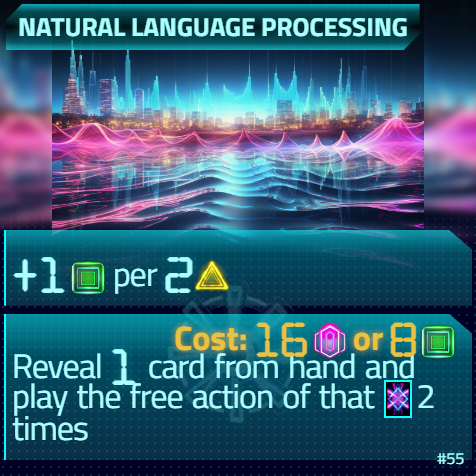 NATURAL LANGUAGE PROCESSING
+1 per 2
Cost: 16 or 8
Reveal 1 card from hand and
play the free action of that 2
times
#55